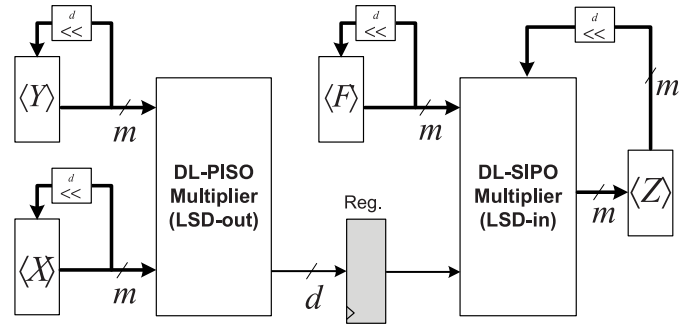 d
<<
d
<<
d
<<
⟨Y⟩
m
⟨F⟩
m
m
DL-PISO
Multiplier
(LSD-out)
DL-SIPO
Multiplier
(LSD-in)
d
<<
⟨X⟩
m
d
Reg.
m
⟨Z⟩